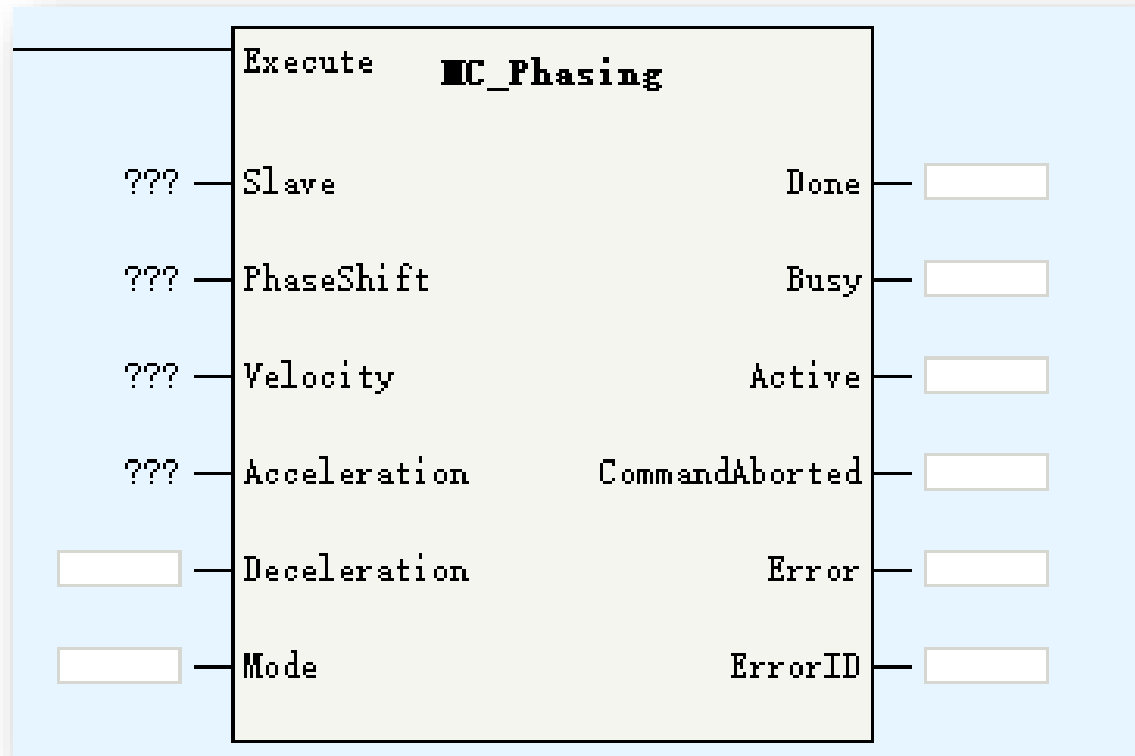 Execute MC_Phasing
??? Slave Done
??? PhaseShift Busy
??? Velocity Active
??? Acceleration CommandAborted
Deceleration Error
Mode ErrorID